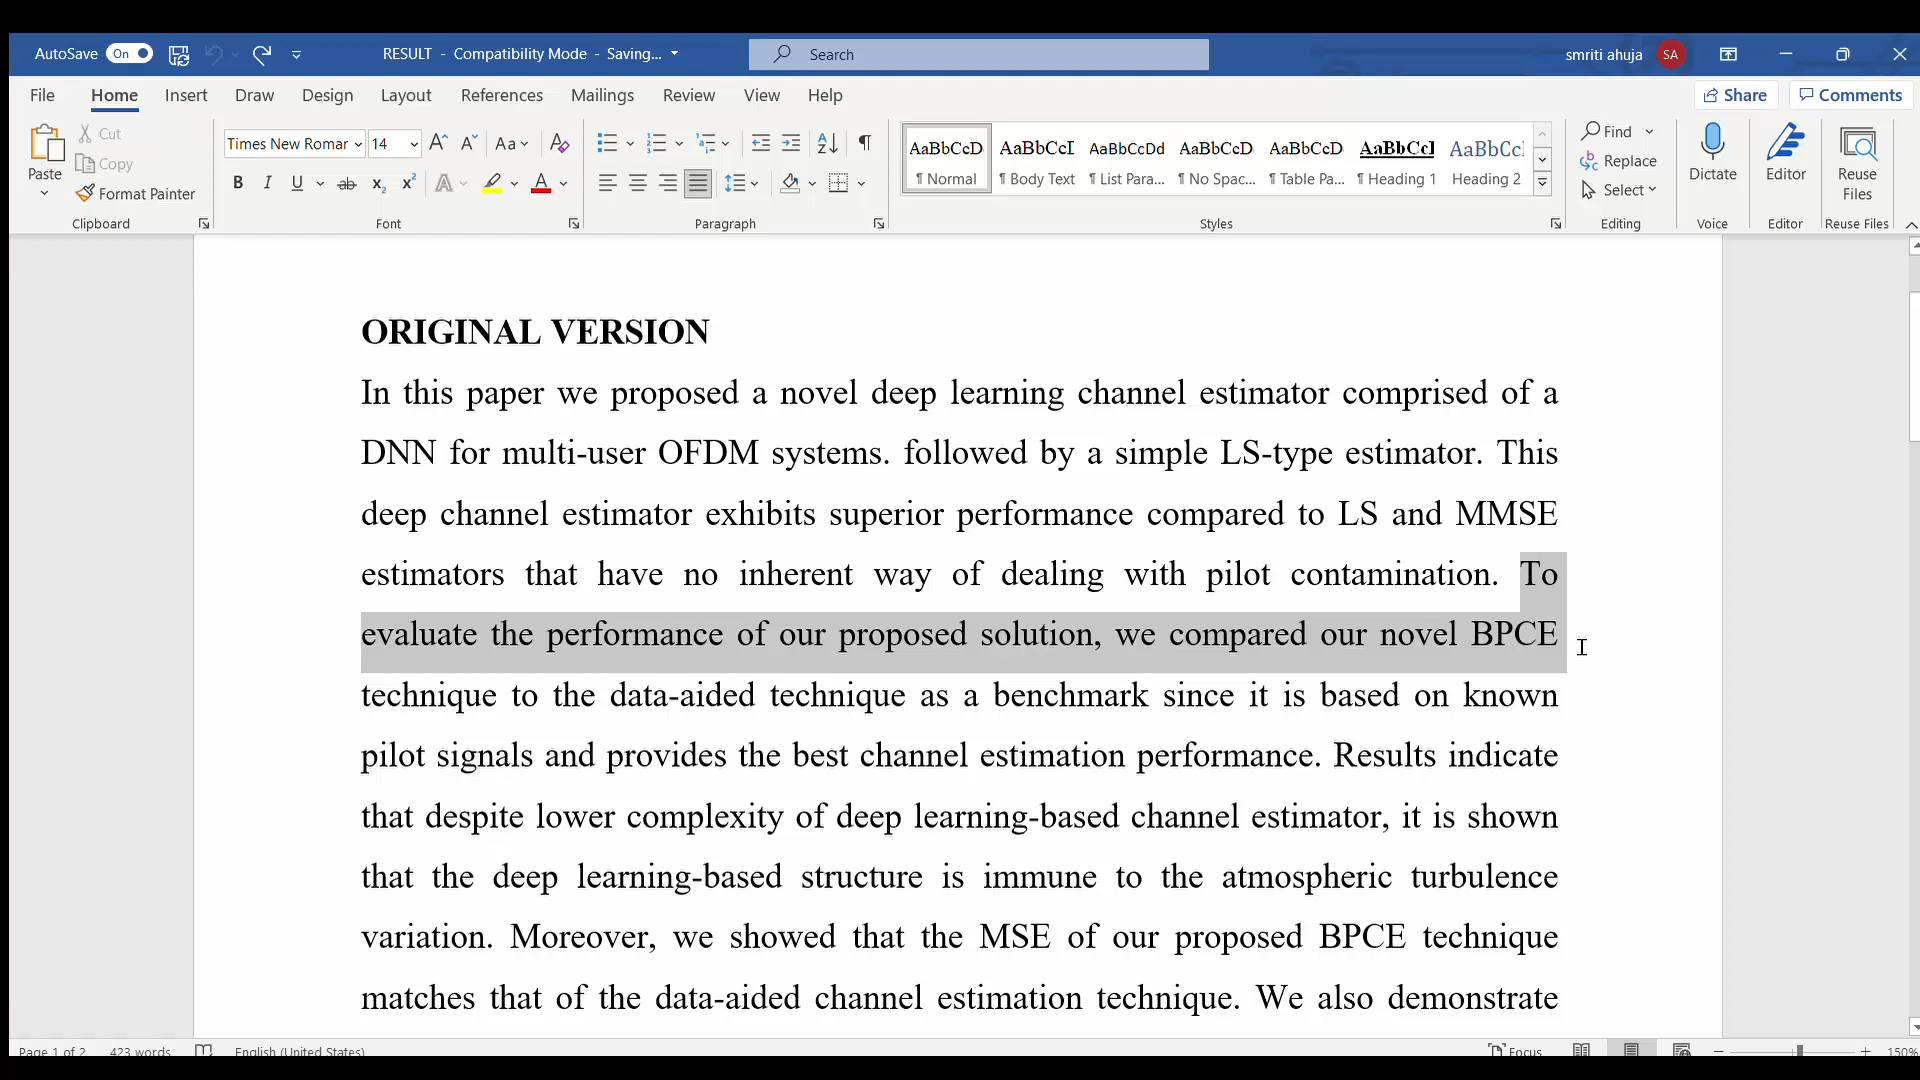 AutoSave On RESULT - Compatibility Mode - Saving... Search smriti ahuja SA
File Home Insert Draw Design Layout References Mailings Review View Help Share Comments
Paste Cut Copy Format Painter Clipboard
Times New Romar 14 Aa Font
B I U ab x₂ x² A A
Paragraph
AaBbCcD AaBbCcI AaBbCcDd AaBbCcD AaBbCcD AaBbCcI AaBbCc
¶ Normal ¶ Body Text ¶ List Para... ¶ No Spac... ¶ Table Pa... ¶ Heading 1 Heading 2
Styles
Find Replace Select Editing
Dictate Voice
Editor Editor
Reuse Files Reuse Files
ORIGINAL VERSION
In this paper we proposed a novel deep learning channel estimator comprised of a
DNN for multi-user OFDM systems. followed by a simple LS-type estimator. This
deep channel estimator exhibits superior performance compared to LS and MMSE
estimators that have no inherent way of dealing with pilot contamination. To
evaluate the performance of our proposed solution, we compared our novel BPCE
technique to the data-aided technique as a benchmark since it is based on known
pilot signals and provides the best channel estimation performance. Results indicate
that despite lower complexity of deep learning-based channel estimator, it is shown
that the deep learning-based structure is immune to the atmospheric turbulence
variation. Moreover, we showed that the MSE of our proposed BPCE technique
matches that of the data-aided channel estimation technique. We also demonstrate
Page 1 of 2 423 words English (United States) Focus 150%